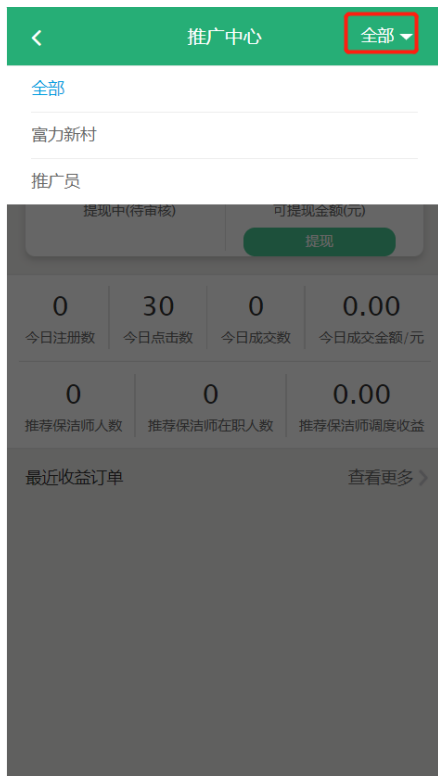 推广中心 全部
全部
富力新村
推广员
提现中(待审核) 可提现金额(元)
提现
0 30 0 0.00
今日注册数 今日点击数 今日成交数 今日成交金额/元
0 0 0.00
推荐保洁师人数 推荐保洁师在职人数 推荐保洁师调度收益
最近收益订单 查看更多